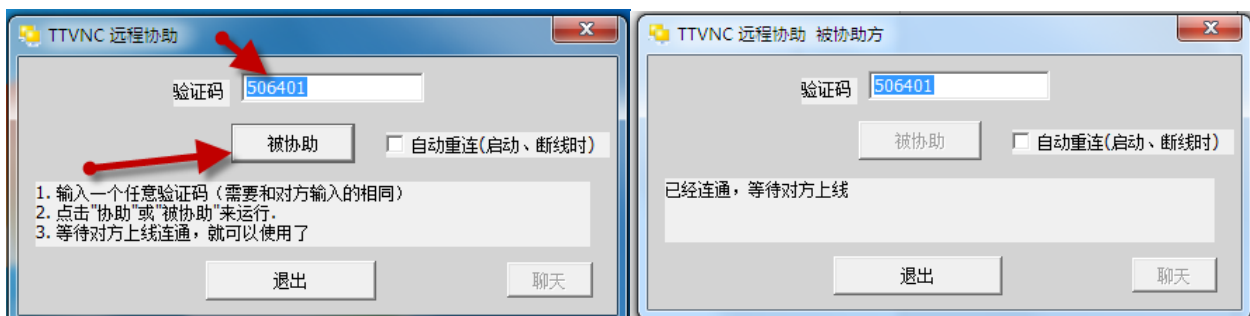 TTVNC 远程协助
验证码 506401
被协助 自动重连(启动、断线时)
1. 输入一个任意验证码（需要和对方输入的相同）
2. 点击"协助"或"被协助"来运行.
3. 等待对方上线连通，就可以使用了
退出 聊天
TTVNC 远程协助 被协助方
验证码 506401
被协助 自动重连(启动、断线时)
已经连通，等待对方上线
退出 聊天